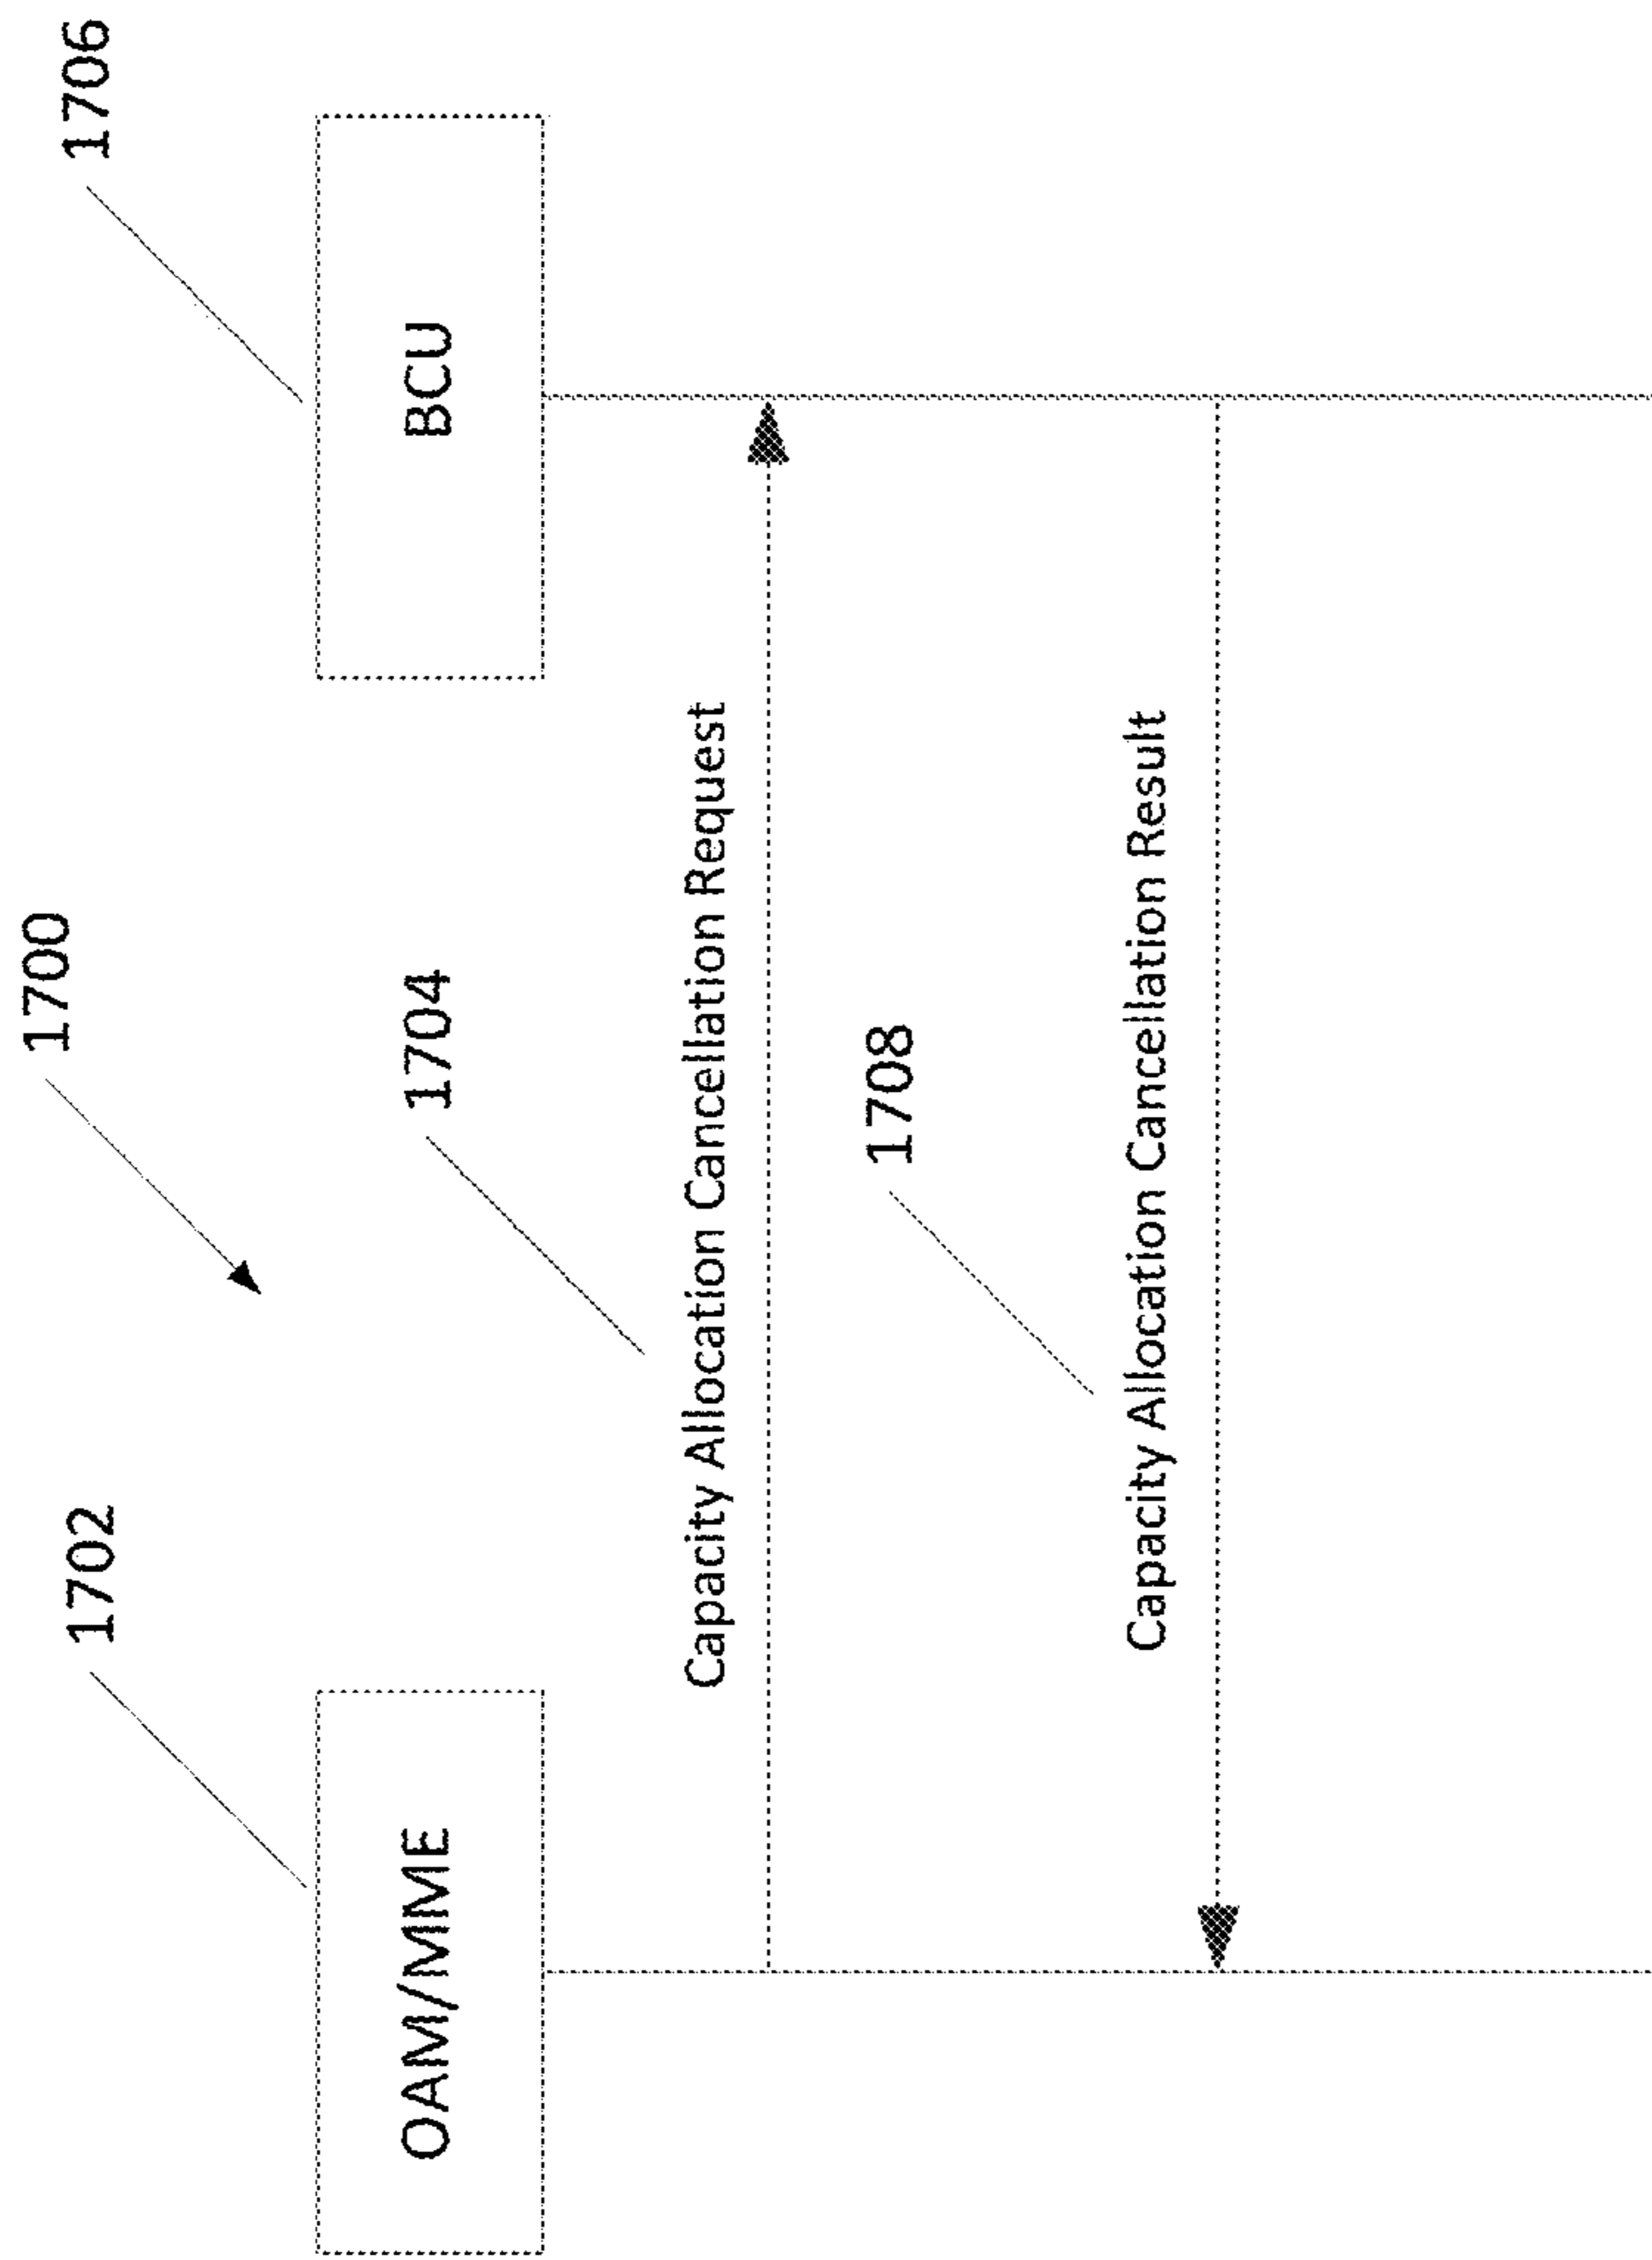 1700
1702
1706
OAM/MME
BCU
1704
Capacity Allocation Cancellation Request
1708
Capacity Allocation Cancellation Result